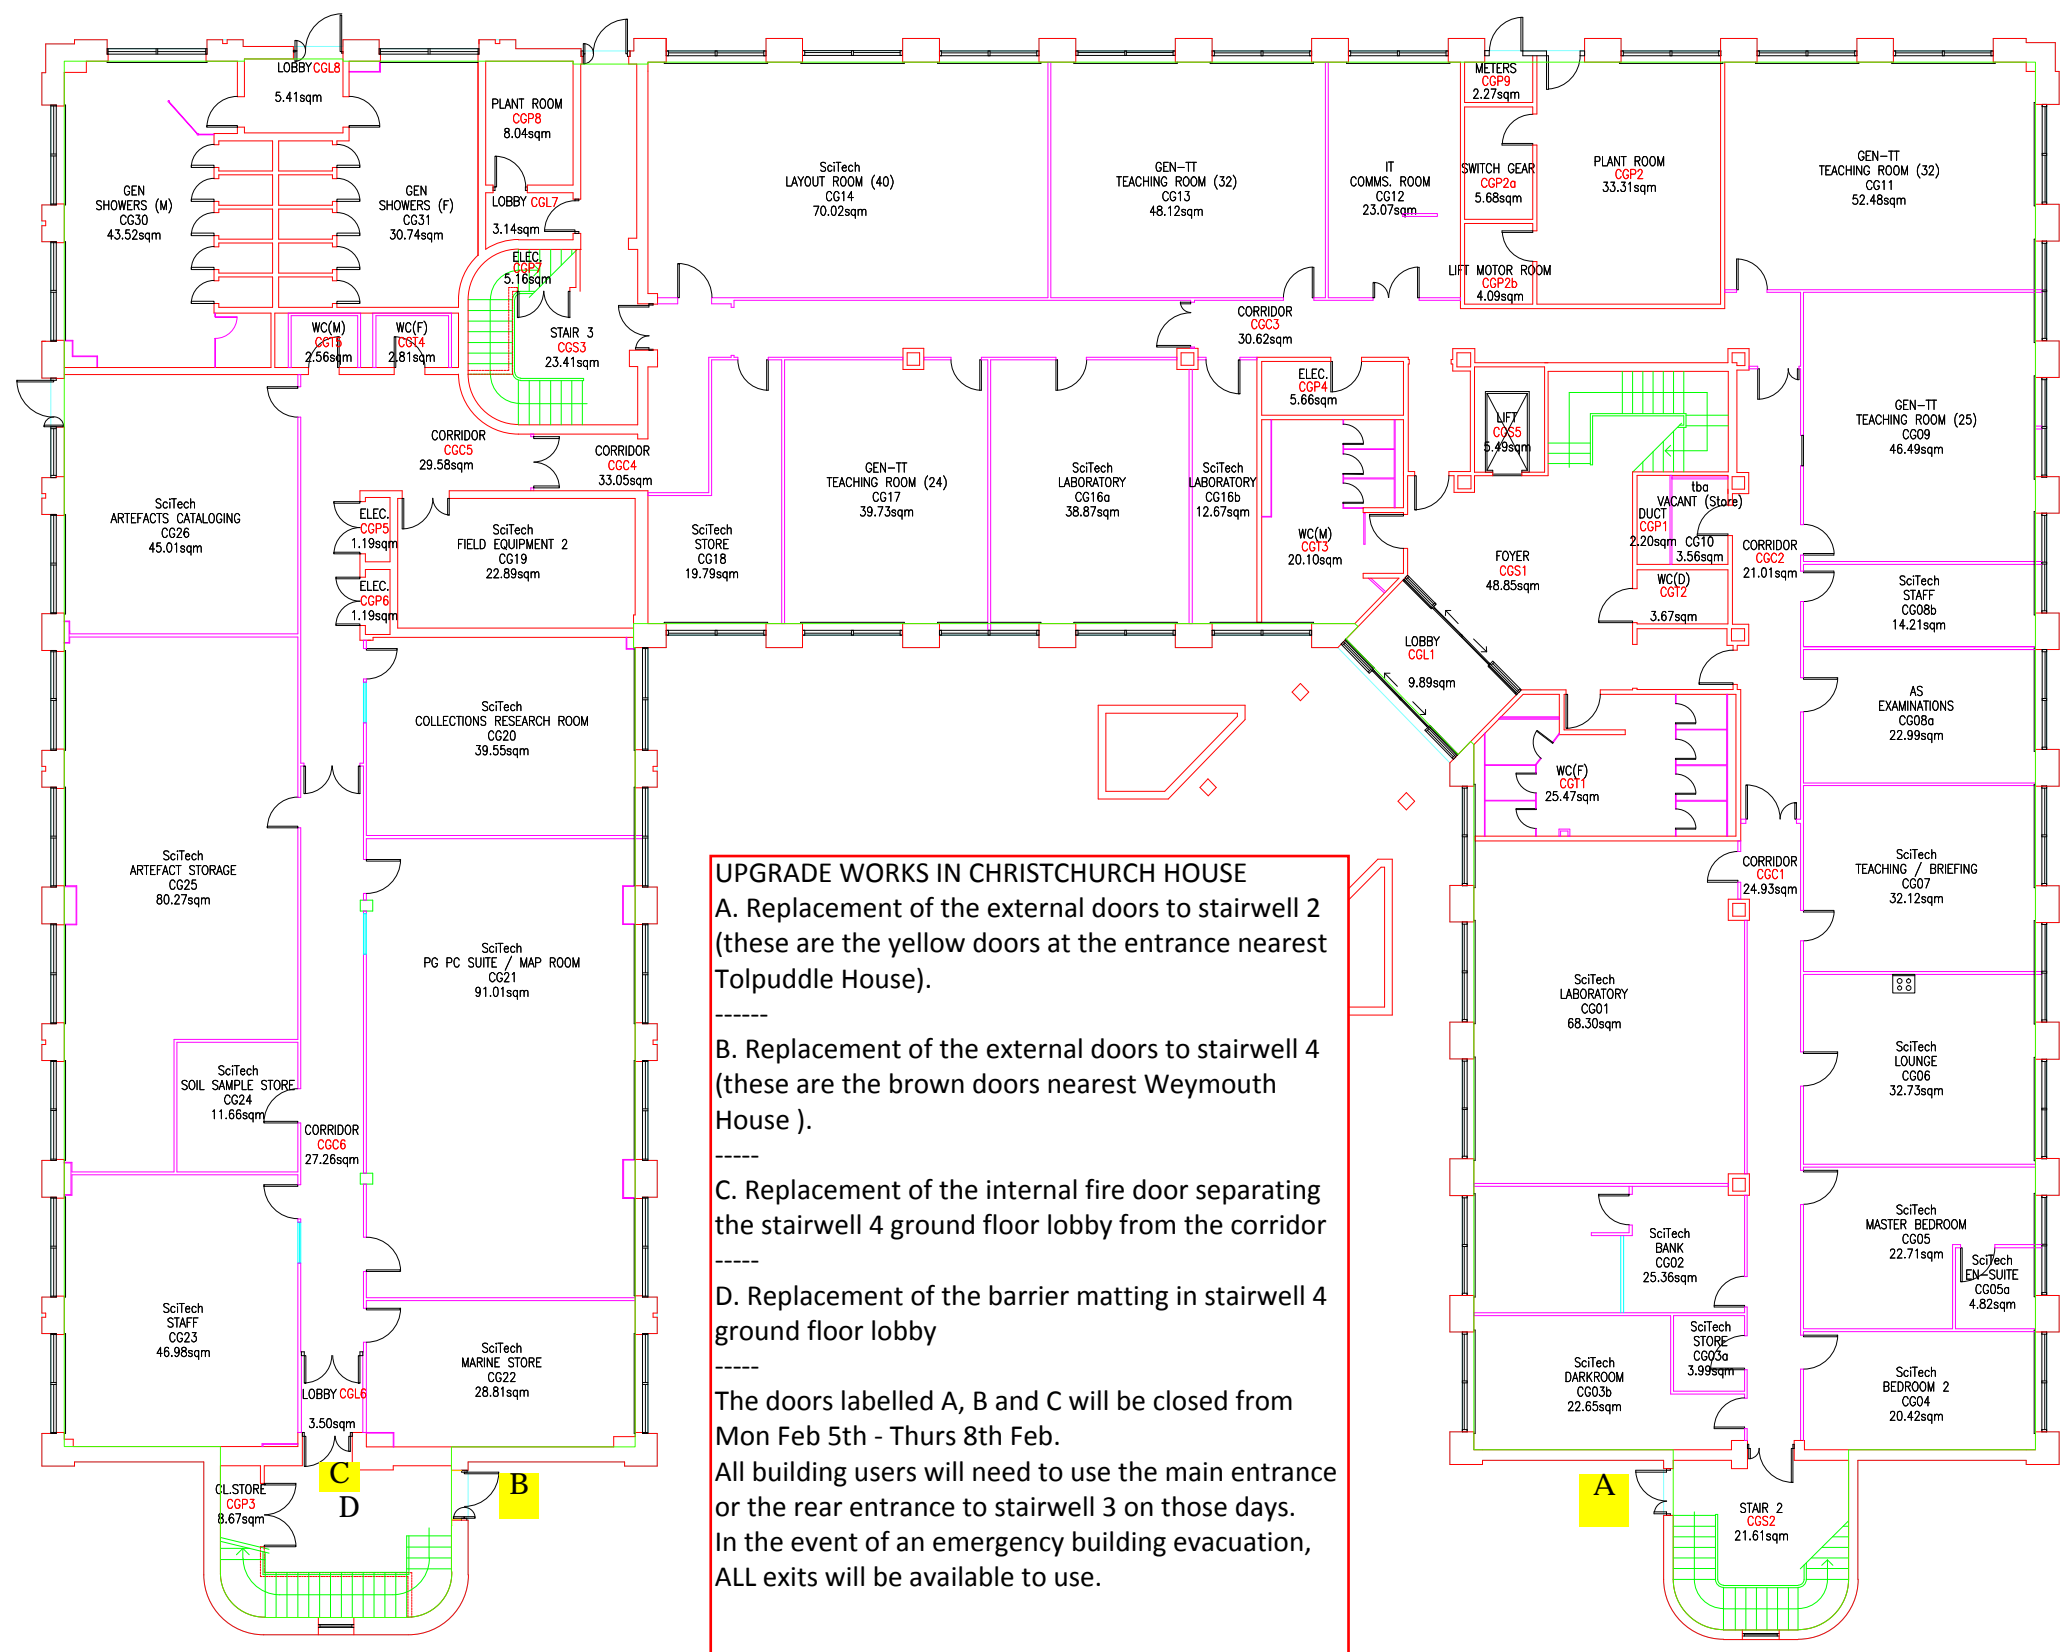 LOBBY CGL8
5.41sqm
GEN
SHOWERS (M)
CG30
43.52sqm
GEN
SHOWERS (F)
CG31
30.74sqm
PLANT ROOM
CGP8
8.04sqm
LOBBY CGL7
3.14sqm
ELEC.
CGP7
5.16sqm
WC(M)
CGT5
2.56sqm
WC(F)
CGT4
2.81sqm
STAIR 3
CGS3
23.41sqm
SciTech
LAYOUT ROOM (40)
CG14
70.02sqm
GEN-TT
TEACHING ROOM (32)
CG13
48.12sqm
IT
COMMS. ROOM
CG12
23.07sqm
METERS
CGP9
2.27sqm
SWITCH GEAR
CGP2a
5.68sqm
LIFT MOTOR ROOM
CGP2b
4.09sqm
PLANT ROOM
CGP2
33.31sqm
GEN-TT
TEACHING ROOM (32)
CG11
52.48sqm
CORRIDOR
CGC3
30.62sqm
CORRIDOR
CGC5
29.58sqm
CORRIDOR
CGC4
33.05sqm
SciTech
ARTEFACTS CATALOGING
CG26
45.01sqm
ELEC.
CGP5
1.19sqm
ELEC.
CGP6
1.19sqm
SciTech
FIELD EQUIPMENT 2
CG19
22.89sqm
SciTech
STORE
CG18
19.79sqm
GEN-TT
TEACHING ROOM (24)
CG17
39.73sqm
SciTech
LABORATORY
CG16a
38.87sqm
SciTech
LABORATORY
CG16b
12.67sqm
ELEC.
CGP4
5.66sqm
WC(M)
CGT3
20.10sqm
LIFT
CGS5
5.49sqm
FOYER
CGS1
48.85sqm
tba
VACANT (Store)
CG10
3.56sqm
DUCT
CGP1
2.20sqm
WC(D)
CGT2
3.67sqm
CORRIDOR
CGC2
21.01sqm
GEN-TT
TEACHING ROOM (25)
CG09
46.49sqm
SciTech
STAFF
CG08b
14.21sqm
LOBBY
CGL1
9.89sqm
AS
EXAMINATIONS
CG08a
22.99sqm
WC(F)
CGT1
25.47sqm
SciTech
COLLECTIONS RESEARCH ROOM
CG20
39.55sqm
SciTech
ARTEFACT STORAGE
CG25
80.27sqm
SciTech
PG PC SUITE / MAP ROOM
CG21
91.01sqm
SciTech
SOIL SAMPLE STORE
CG24
11.66sqm
CORRIDOR
CGC6
27.26sqm
SciTech
STAFF
CG23
46.98sqm
SciTech
MARINE STORE
CG22
28.81sqm
LOBBY CGL6
3.50sqm
CL.STORE
CGP3
8.67sqm
C
D
B
UPGRADE WORKS IN CHRISTCHURCH HOUSE
A. Replacement of the external doors to stairwell 2
(these are the yellow doors at the entrance nearest
Tolpuddle House).
------
B. Replacement of the external doors to stairwell 4
(these are the brown doors nearest Weymouth
House ).
-----
C. Replacement of the internal fire door separating
the stairwell 4 ground floor lobby from the corridor
-----
D. Replacement of the barrier matting in stairwell 4
ground floor lobby
-----
The doors labelled A, B and C will be closed from
Mon Feb 5th - Thurs 8th Feb.
All building users will need to use the main entrance
or the rear entrance to stairwell 3 on those days.
In the event of an emergency building evacuation,
ALL exits will be available to use.
CORRIDOR
CGC1
24.93sqm
SciTech
TEACHING / BRIEFING
CG07
32.12sqm
SciTech
LABORATORY
CG01
68.30sqm
SciTech
LOUNGE
CG06
32.73sqm
SciTech
BANK
CG02
25.36sqm
SciTech
MASTER BEDROOM
CG05
22.71sqm
SciTech
EN-SUITE
CG05a
4.82sqm
SciTech
STORE
CG03a
3.99sqm
SciTech
DARKROOM
CG03b
22.65sqm
SciTech
BEDROOM 2
CG04
20.42sqm
A
STAIR 2
CGS2
21.61sqm